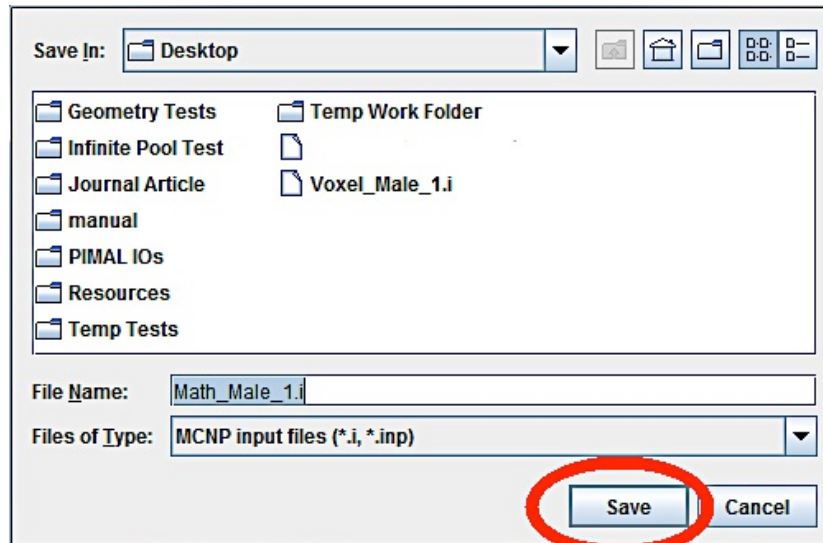 Save In: Desktop
Geometry Tests Temp Work Folder
Infinite Pool Test
Journal Article Voxel_Male_1.i
manual
PIMAL IOs
Resources
Temp Tests
File Name: Math_Male_1.i
Files of Type: MCNP input files (*.i, *.inp)
Save Cancel